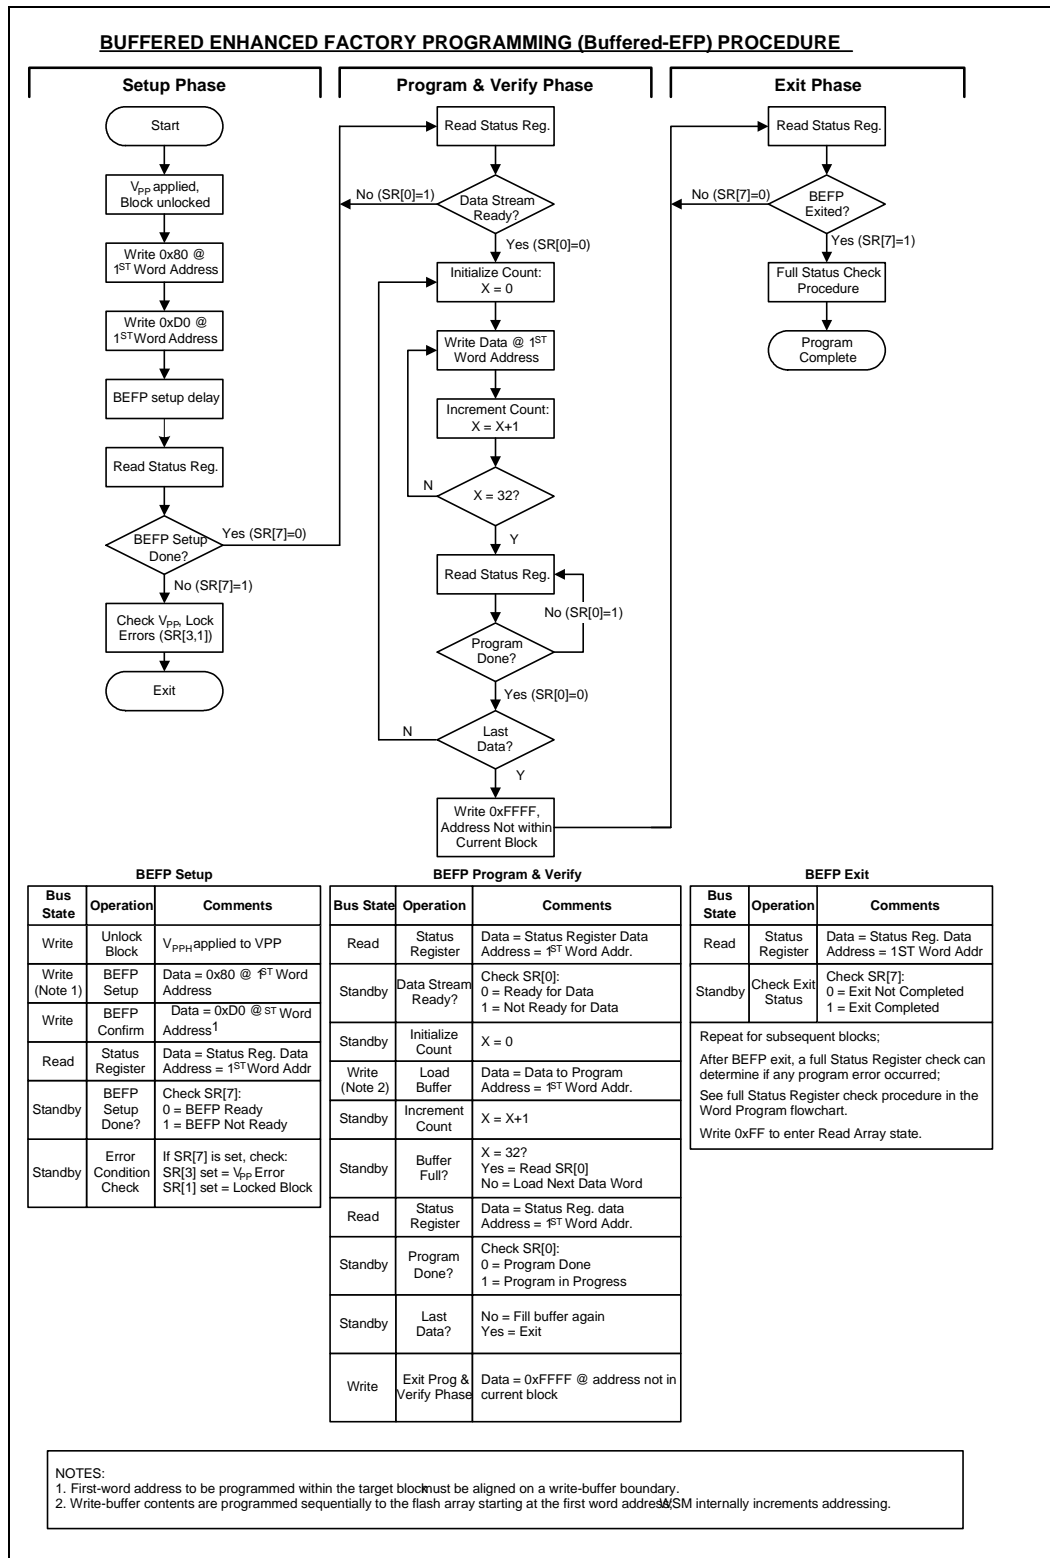 BUFFERED ENHANCED FACTORY PROGRAMMING (Buffered-EFP) PROCEDURE
Setup Phase
Start
VPP applied,
Block unlocked
Write 0x80 @
1ST Word Address
Write 0xD0 @
1ST Word Address
BEFP setup delay
Read Status Reg.
BEFP Setup
Done?
Yes (SR[7]=0)
No (SR[7]=1)
Check VPP, Lock
Errors (SR[3,1])
Exit
Program & Verify Phase
Read Status Reg.
No (SR[0]=1)
Data Stream
Ready?
Yes (SR[0]=0)
Initialize Count:
X = 0
Write Data @ 1ST
Word Address
Increment Count:
X = X+1
N
X = 32?
Y
Read Status Reg.
No (SR[0]=1)
Program
Done?
Yes (SR[0]=0)
N
Last
Data?
Y
Write 0xFFFF,
Address Not within
Current Block
Exit Phase
Read Status Reg.
No (SR[7]=0)
BEFP
Exited?
Yes (SR[7]=1)
Full Status Check
Procedure
Program
Complete
BEFP Setup
Bus
State
Operation
Comments
Write
Unlock
Block
VPPH applied to VPP
Write
(Note 1)
BEFP
Setup
Data = 0x80 @ 1ST Word
Address
Write
BEFP
Confirm
Data = 0xD0 @ ST Word
Address1
Read
Status
Register
Data = Status Reg. Data
Address = 1ST Word Addr
Standby
BEFP
Setup
Done?
Check SR[7]:
0 = BEFP Ready
1 = BEFP Not Ready
Standby
Error
Condition
Check
If SR[7] is set, check:
SR[3] set = VPP Error
SR[1] set = Locked Block
BEFP Program & Verify
Bus State
Operation
Comments
Read
Status
Register
Data = Status Register Data
Address = 1ST Word Addr.
Standby
Data Stream
Ready?
Check SR[0]:
0 = Ready for Data
1 = Not Ready for Data
Standby
Initialize
Count
X = 0
Write
(Note 2)
Load
Buffer
Data = Data to Program
Address = 1ST Word Addr.
Standby
Increment
Count
X = X+1
Standby
Buffer
Full?
X = 32?
Yes = Read SR[0]
No = Load Next Data Word
Read
Status
Register
Data = Status Reg. data
Address = 1ST Word Addr.
Standby
Program
Done?
Check SR[0]:
0 = Program Done
1 = Program in Progress
Standby
Last
Data?
No = Fill buffer again
Yes = Exit
Write
Exit Prog &
Verify Phase
Data = 0xFFFF @ address not in
current block
BEFP Exit
Bus
State
Operation
Comments
Read
Status
Register
Data = Status Reg. Data
Address = 1ST Word Addr
Standby
Check Exit
Status
Check SR[7]:
0 = Exit Not Completed
1 = Exit Completed
Repeat for subsequent blocks;
After BEFP exit, a full Status Register check can
determine if any program error occurred;
See full Status Register check procedure in the
Word Program flowchart.
Write 0xFF to enter Read Array state.
NOTES:
1. First-word address to be programmed within the target block must be aligned on a write-buffer boundary.
2. Write-buffer contents are programmed sequentially to the flash array starting at the first word address; WSM internally increments addressing.